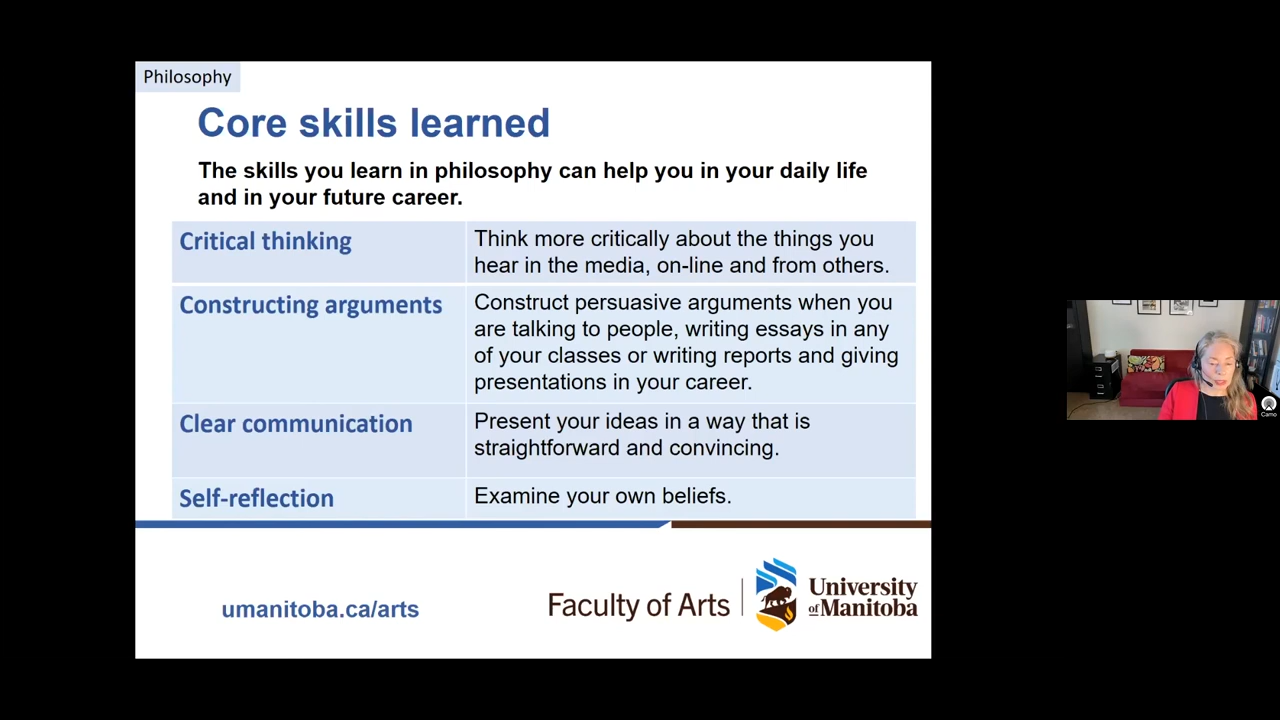 Philosophy
Core skills learned
The skills you learn in philosophy can help you in your daily life
and in your future career.
Critical thinking
Think more critically about the things you
hear in the media, on-line and from others.
Constructing arguments
Construct persuasive arguments when you
are talking to people, writing essays in any
of your classes or writing reports and giving
presentations in your career.
Clear communication
Present your ideas in a way that is
straightforward and convincing.
Self-reflection
Examine your own beliefs.
umanitoba.ca/arts
Faculty of Arts
University
of Manitoba
Camo